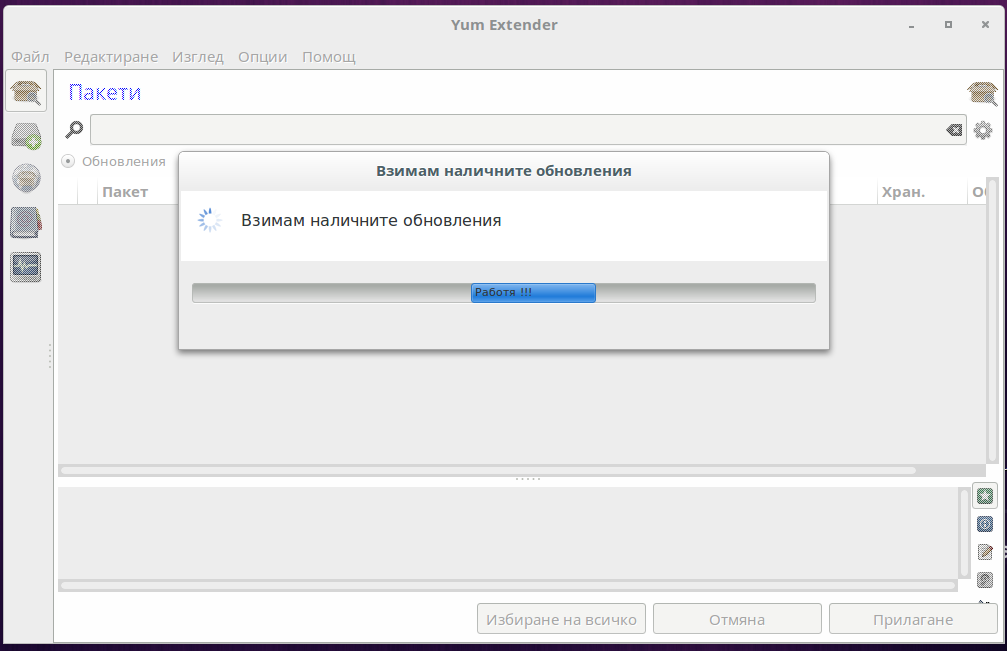 Yum Extender
Файл Редактиране Изглед Опции Помощ
Пакети
Обновления
Взимам наличните обновления
Пакет Хран.
Взимам наличните обновления
Работя !!!
Избиране на всичко Отмяна Прилагане